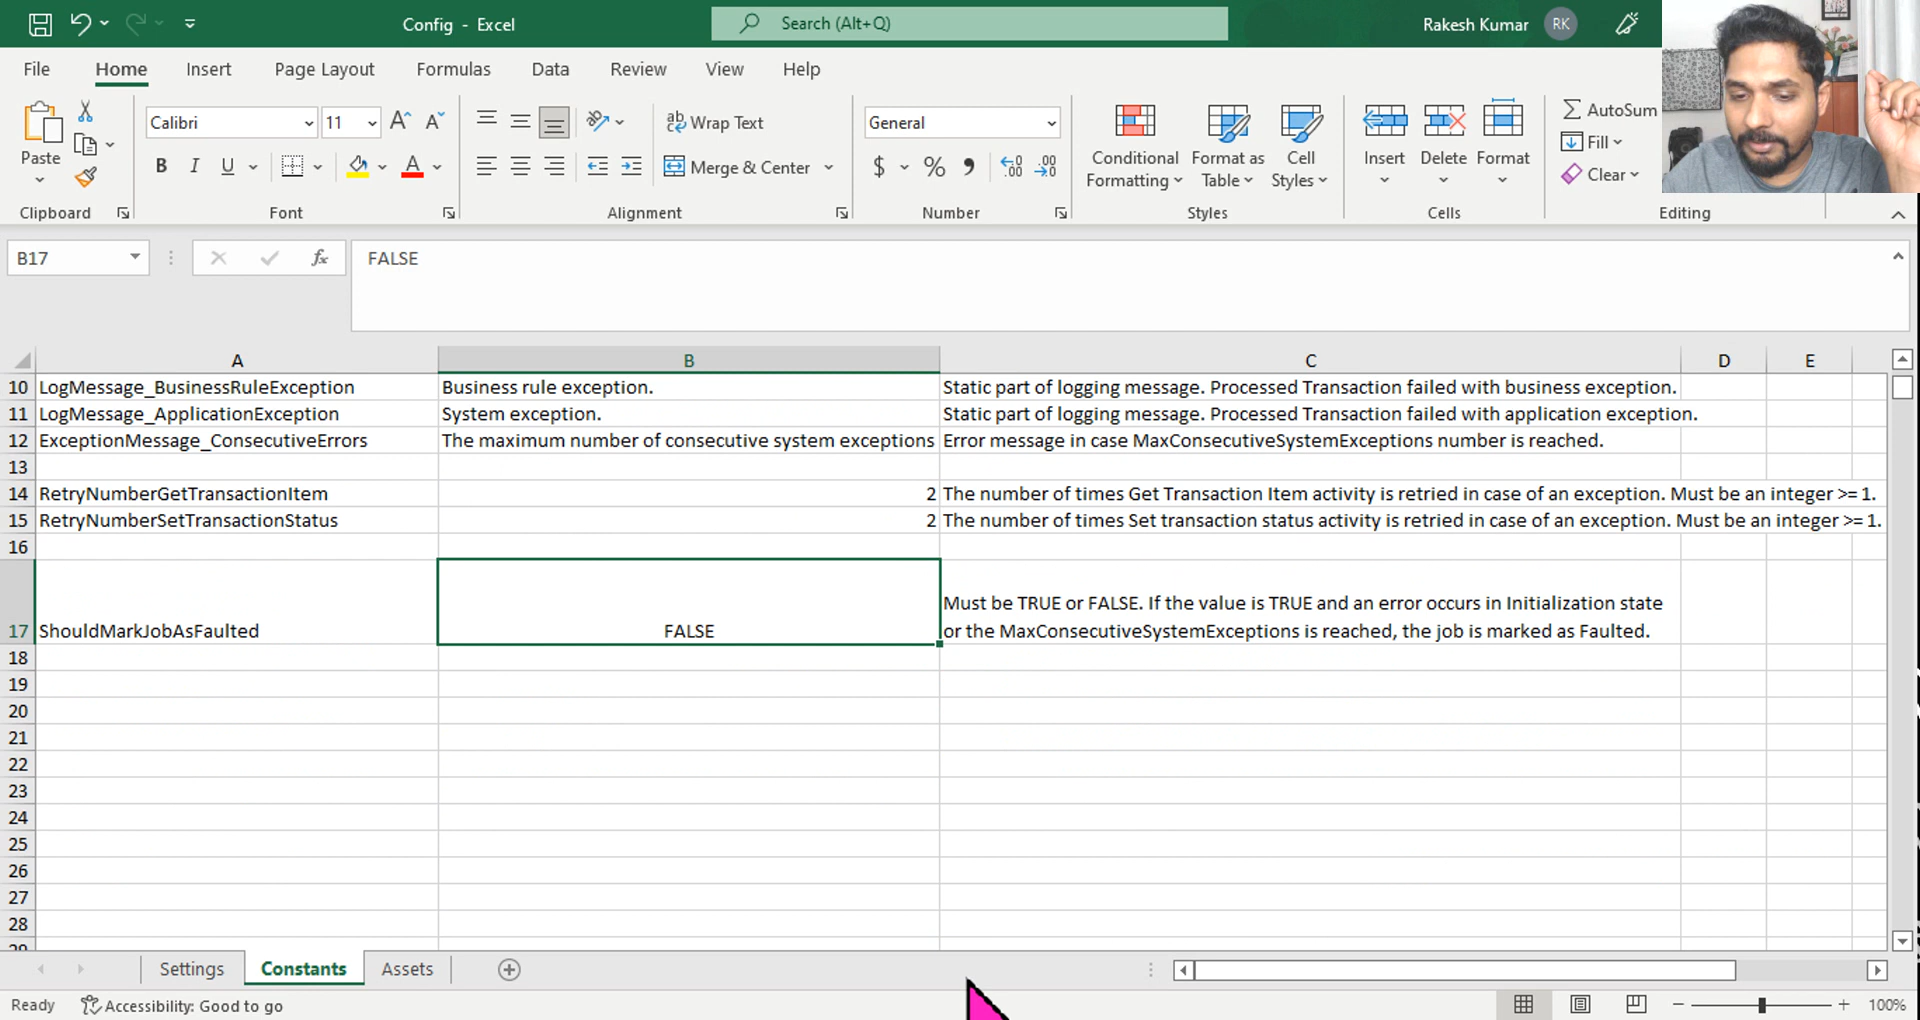 Config - Excel
Search (Alt+Q)
Rakesh Kumar RK
File Home Insert Page Layout Formulas Data Review View Help
Paste
Clipboard
Calibri 11
B I U
Font
Wrap Text
Merge & Center
Alignment
General
$ %
Number
Conditional Formatting
Format as Table
Cell Styles
Styles
Insert Delete Format
Cells
AutoSum
Fill
Clear
Editing
B17 fx FALSE
A B C D E
10 LogMessage_BusinessRuleException Business rule exception. Static part of logging message. Processed Transaction failed with business exception.
11 LogMessage_ApplicationException System exception. Static part of logging message. Processed Transaction failed with application exception.
12 ExceptionMessage_ConsecutiveErrors The maximum number of consecutive system exceptions Error message in case MaxConsecutiveSystemExceptions number is reached.
13
14 RetryNumberGetTransactionItem 2 The number of times Get Transaction Item activity is retried in case of an exception. Must be an integer >= 1.
15 RetryNumberSetTransactionStatus 2 The number of times Set transaction status activity is retried in case of an exception. Must be an integer >= 1.
16
Must be TRUE or FALSE. If the value is TRUE and an error occurs in Initialization state
17 ShouldMarkJobAsFaulted FALSE or the MaxConsecutiveSystemExceptions is reached, the job is marked as Faulted.
18
19
20
21
22
23
24
25
26
27
28
29
Settings Constants Assets
Ready Accessibility: Good to go 100%